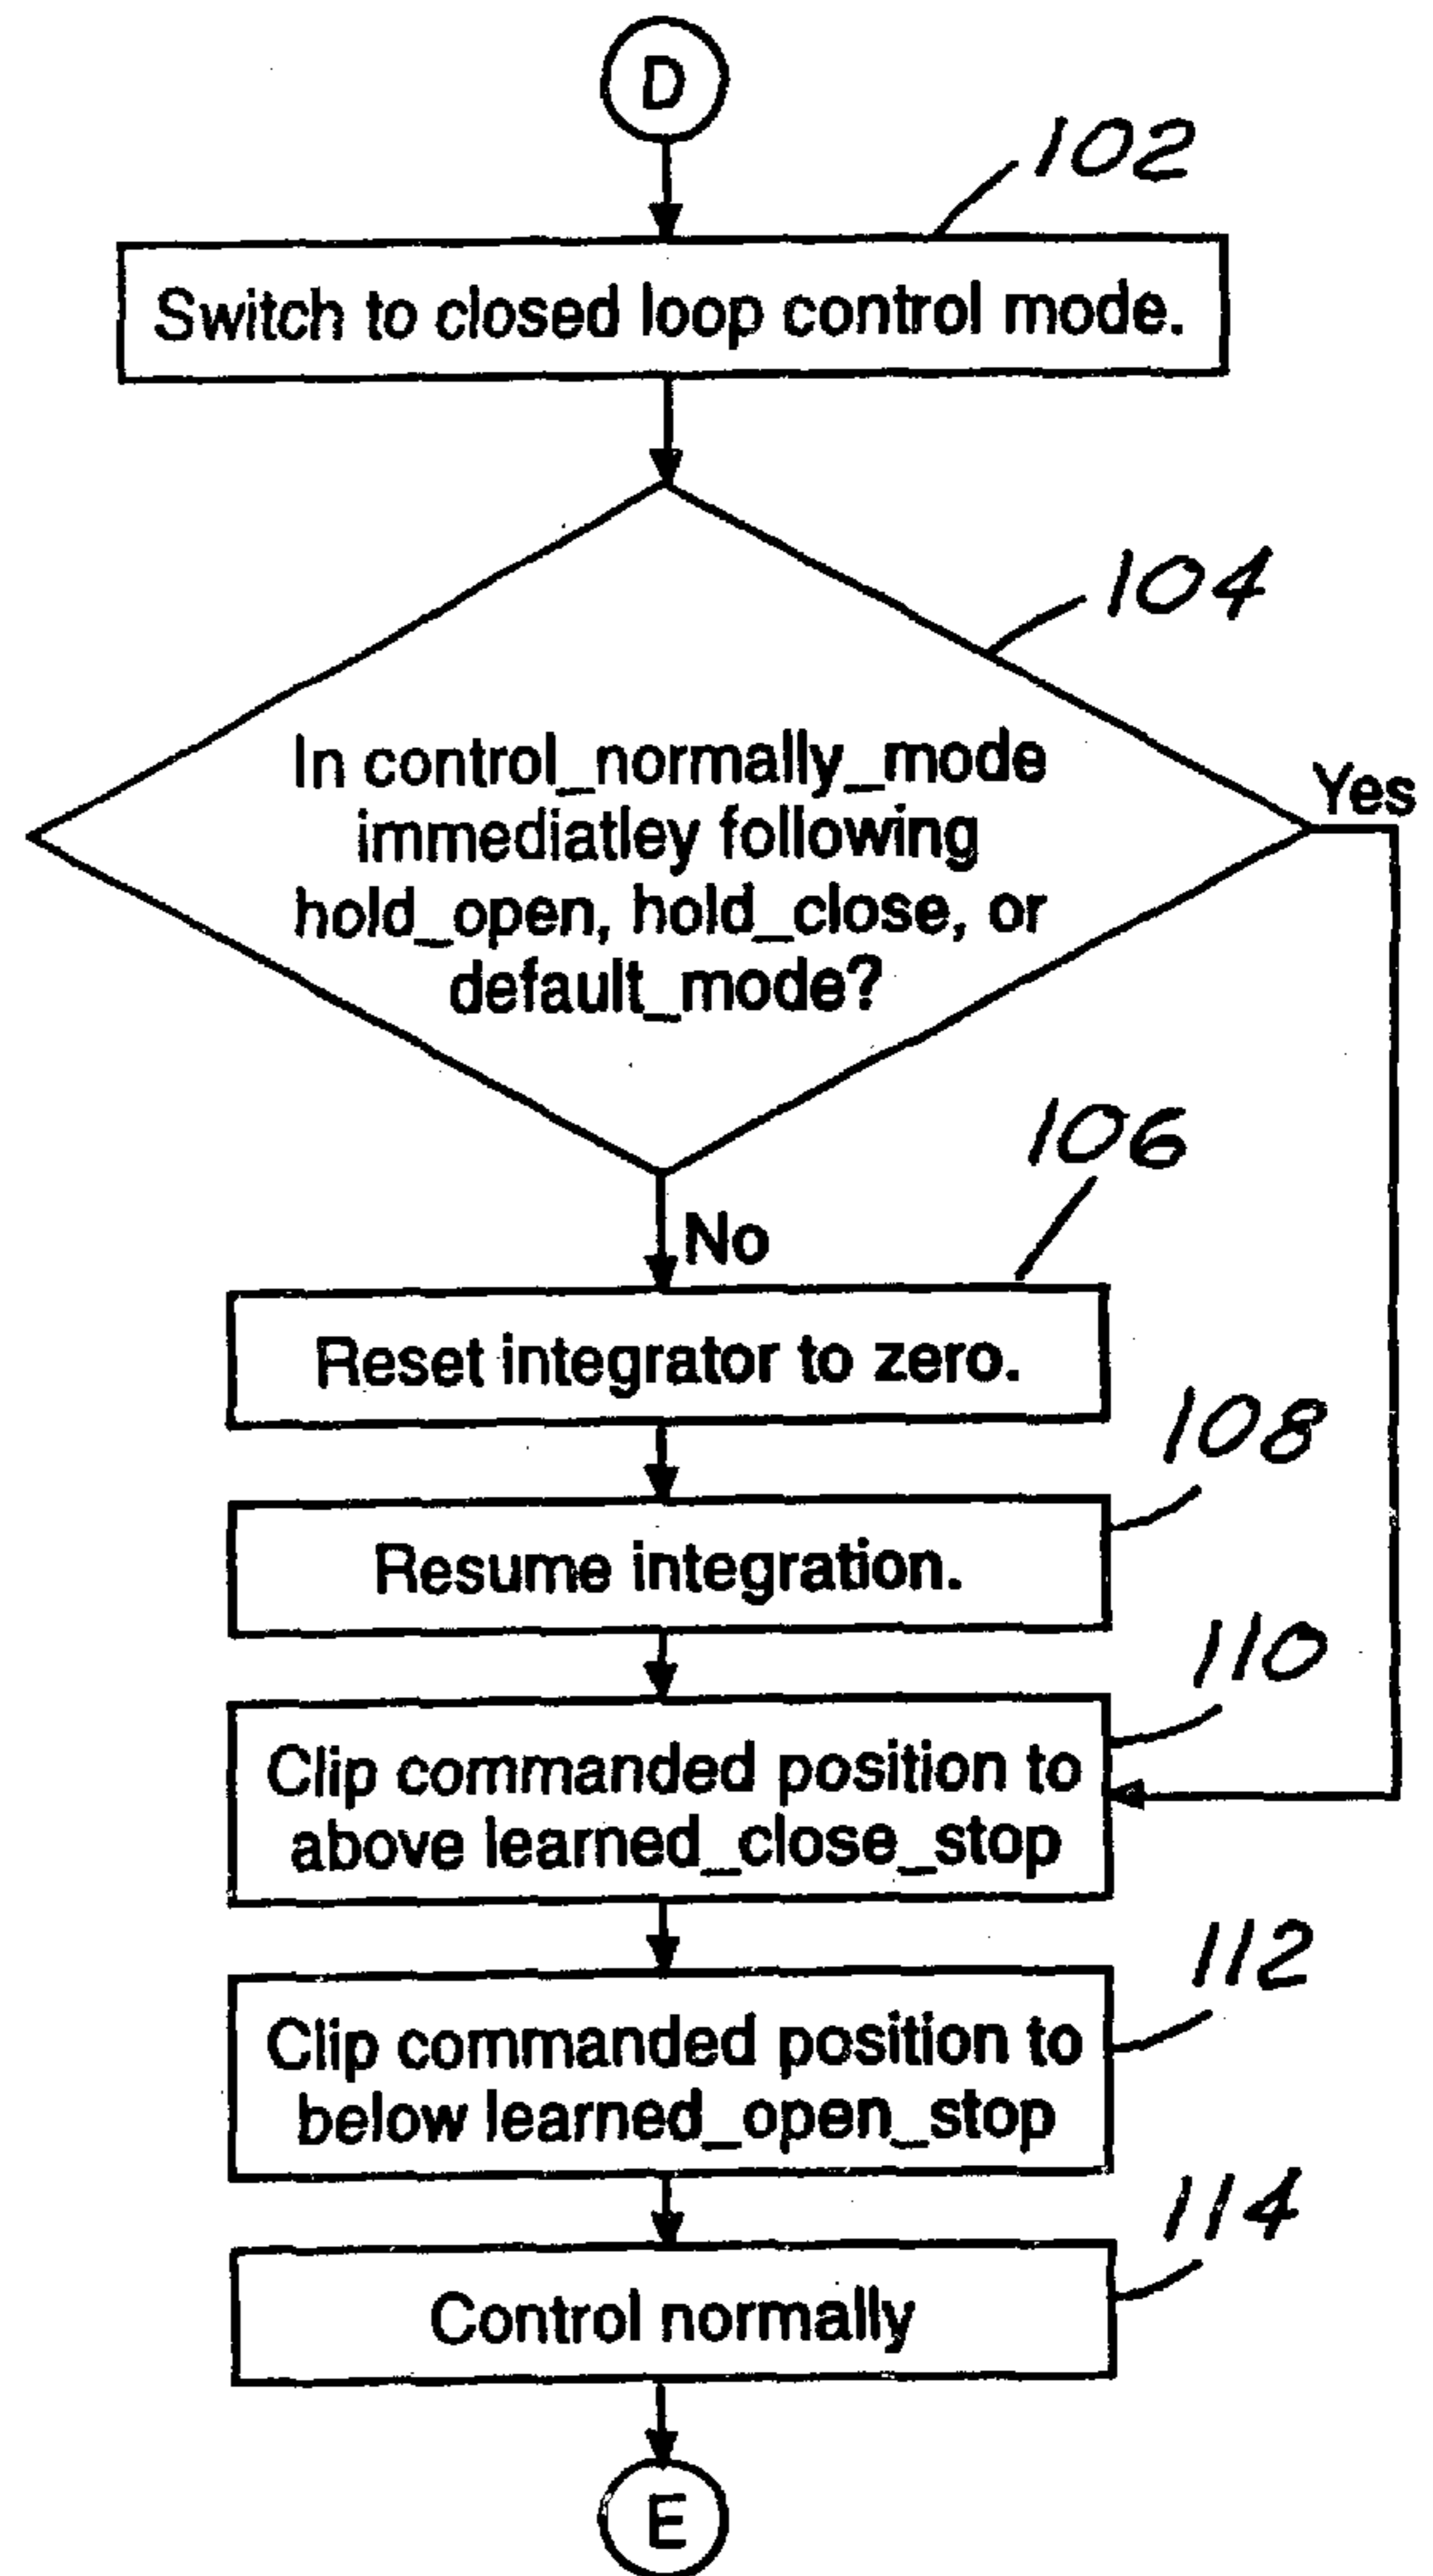 D
102
Switch to closed loop control mode.
104
In control_normally_mode
immediatley following
hold_open, hold_close, or
default_mode?
Yes
No
106
Reset integrator to zero.
108
Resume integration.
110
Clip commanded position to
above learned_close_stop
112
Clip commanded position to
below learned_open_stop
114
Control normally
E